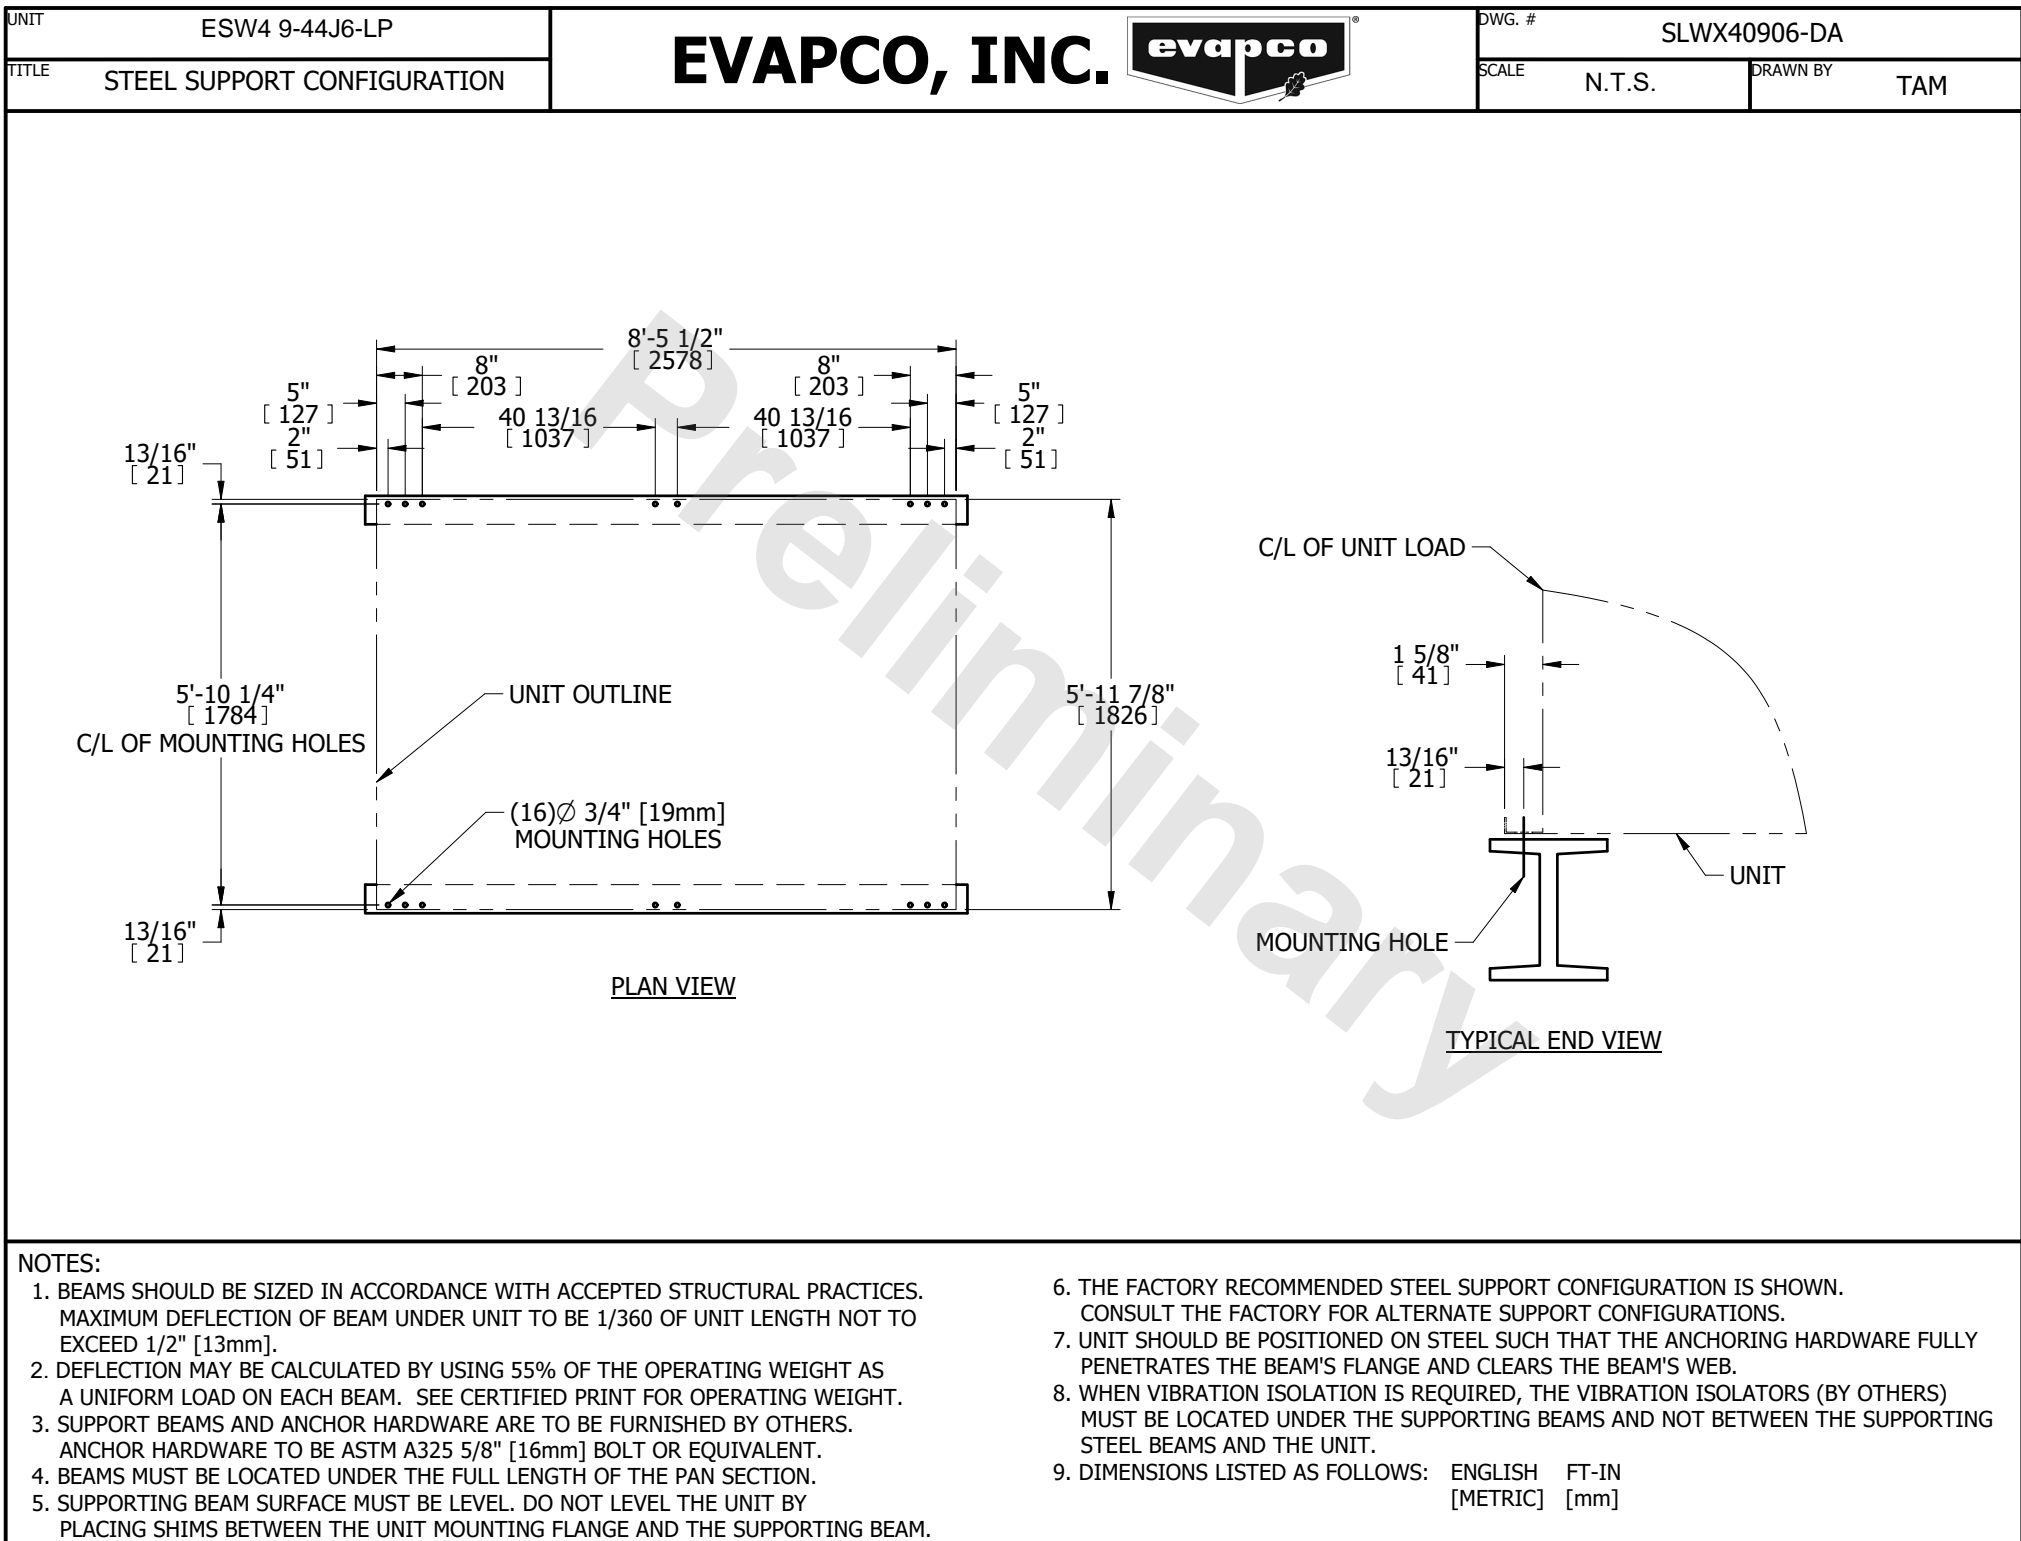 UNIT
ESW4 9-44J6-LP
TITLE
STEEL SUPPORT CONFIGURATION
EVAPCO, INC.
evapco
®
DWG. #
SLWX40906-DA
SCALE
N.T.S.
DRAWN BY
TAM
8'-5 1/2"
[ 2578 ]
8"
[ 203 ]
8"
[ 203 ]
5"
[ 127 ]
5"
[ 127 ]
40 13/16
[ 1037 ]
40 13/16
[ 1037 ]
2"
[ 51 ]
2"
[ 51 ]
13/16"
[ 21 ]
5'-10 1/4"
[ 1784 ]
C/L OF MOUNTING HOLES
UNIT OUTLINE
5'-11 7/8"
[ 1826 ]
(16)∅ 3/4" [19mm]
MOUNTING HOLES
13/16"
[ 21 ]
PLAN VIEW
C/L OF UNIT LOAD
1 5/8"
[ 41 ]
13/16"
[ 21 ]
UNIT
MOUNTING HOLE
TYPICAL END VIEW
Preliminary
NOTES:
1. BEAMS SHOULD BE SIZED IN ACCORDANCE WITH ACCEPTED STRUCTURAL PRACTICES.
MAXIMUM DEFLECTION OF BEAM UNDER UNIT TO BE 1/360 OF UNIT LENGTH NOT TO
EXCEED 1/2" [13mm].
2. DEFLECTION MAY BE CALCULATED BY USING 55% OF THE OPERATING WEIGHT AS
A UNIFORM LOAD ON EACH BEAM. SEE CERTIFIED PRINT FOR OPERATING WEIGHT.
3. SUPPORT BEAMS AND ANCHOR HARDWARE ARE TO BE FURNISHED BY OTHERS.
ANCHOR HARDWARE TO BE ASTM A325 5/8" [16mm] BOLT OR EQUIVALENT.
4. BEAMS MUST BE LOCATED UNDER THE FULL LENGTH OF THE PAN SECTION.
5. SUPPORTING BEAM SURFACE MUST BE LEVEL. DO NOT LEVEL THE UNIT BY
PLACING SHIMS BETWEEN THE UNIT MOUNTING FLANGE AND THE SUPPORTING BEAM.
6. THE FACTORY RECOMMENDED STEEL SUPPORT CONFIGURATION IS SHOWN.
CONSULT THE FACTORY FOR ALTERNATE SUPPORT CONFIGURATIONS.
7. UNIT SHOULD BE POSITIONED ON STEEL SUCH THAT THE ANCHORING HARDWARE FULLY
PENETRATES THE BEAM'S FLANGE AND CLEARS THE BEAM'S WEB.
8. WHEN VIBRATION ISOLATION IS REQUIRED, THE VIBRATION ISOLATORS (BY OTHERS)
MUST BE LOCATED UNDER THE SUPPORTING BEAMS AND NOT BETWEEN THE SUPPORTING
STEEL BEAMS AND THE UNIT.
9. DIMENSIONS LISTED AS FOLLOWS: ENGLISH FT-IN
[METRIC] [mm]